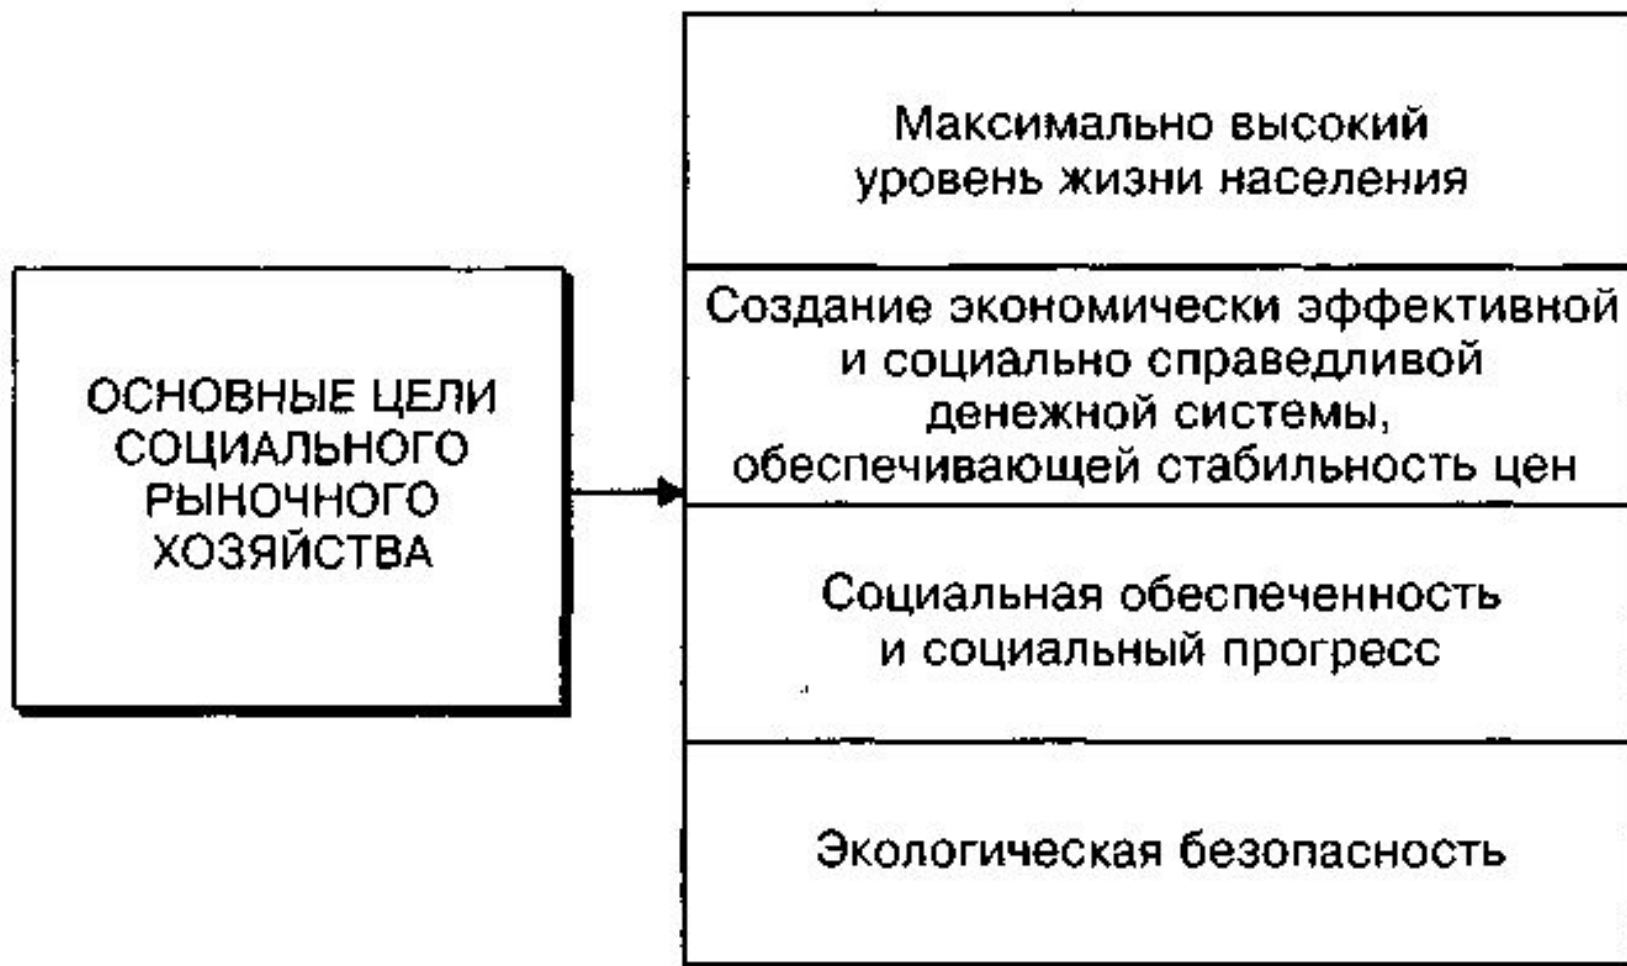 ОСНОВНЫЕ ЦЕЛИ
СОЦИАЛЬНОГО
РЫНОЧНОГО
ХОЗЯЙСТВА
Максимально высокий
уровень жизни населения
Создание экономически эффективной
и социально справедливой
денежной системы,
обеспечивающей стабильность цен
Социальная обеспеченность
и социальный прогресс
Экологическая безопасность